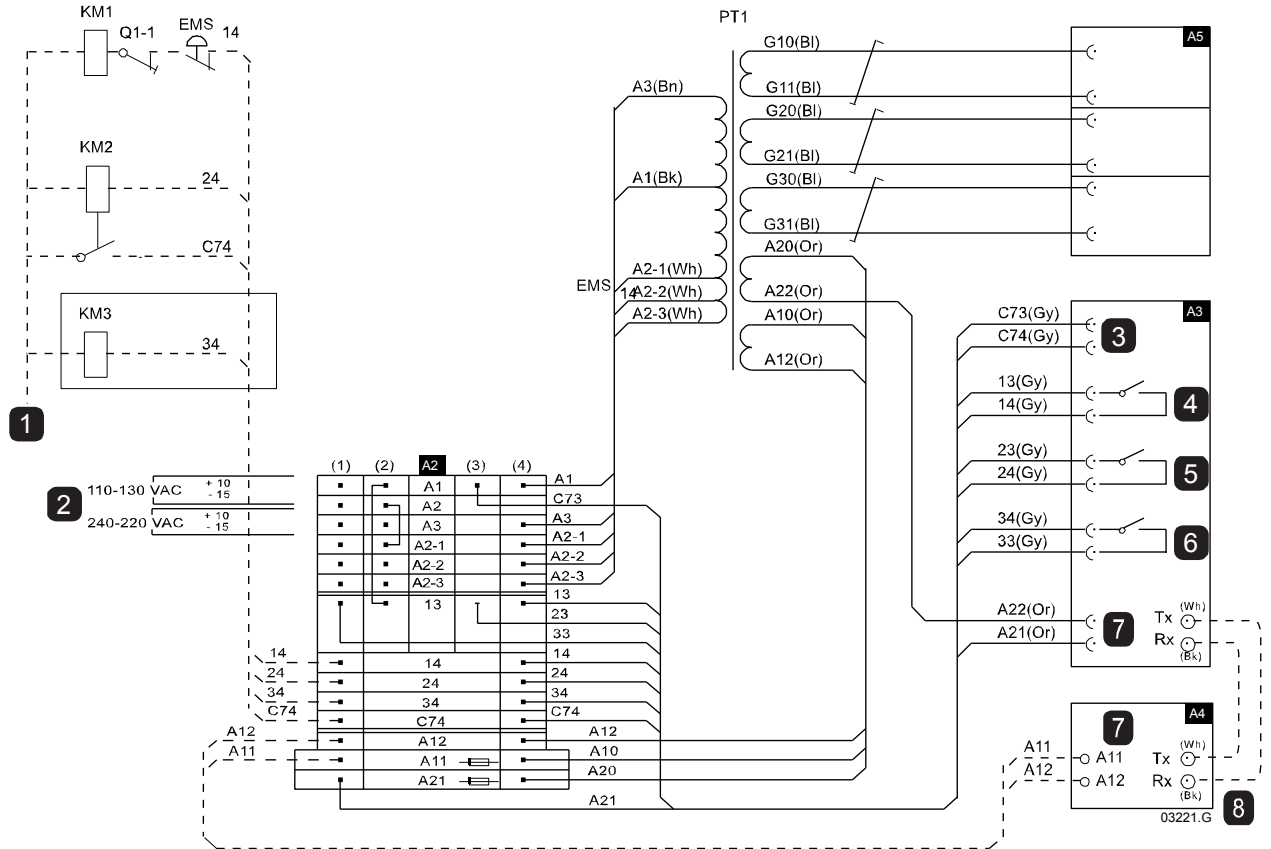 KM1
Q1-1
EMS
14
PT1
G10(Bl)
A5
G11(Bl)
G20(Bl)
G21(Bl)
G30(Bl)
G31(Bl)
A3(Bn)
A1(Bk)
KM2
24
C74
A20(Or)
A2-1(Wh)
EMS
14
A2-2(Wh)
A22(Or)
A2-3(Wh)
A10(Or)
A12(Or)
KM3
34
1
A3
C73(Gy)
3
C74(Gy)
13(Gy)
4
14(Gy)
23(Gy)
5
24(Gy)
34(Gy)
6
33(Gy)
A22(Or)
7
Tx
(Wh)
A21(Or)
Rx
(Bk)
2
110-130 VAC
+ 10
- 15
240-220 VAC
+ 10
- 15
(1)
(2)
A2
(3)
(4)
A1
A1
A2
C73
A3
A3
A2-1
A2-1
A2-2
A2-2
A2-3
A2-3
13
13
23
33
14
14
14
24
24
24
34
34
34
C74
C74
C74
A12
A12
A12
A11
A11
A10
A21
A20
A21
A4
7
A11
A11
Tx
(Wh)
A12
A12
Rx
(Bk)
8
03221.G